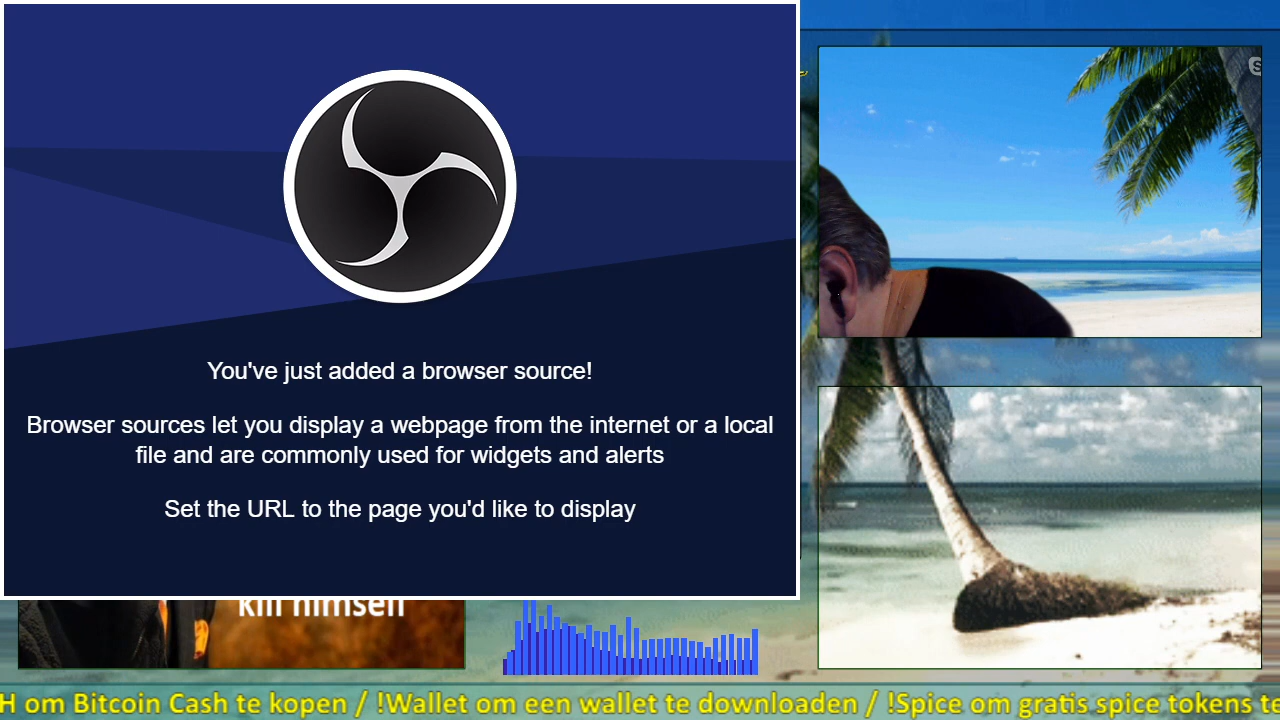 You've just added a browser source!
Browser sources let you display a webpage from the internet or a local
file and are commonly used for widgets and alerts
Set the URL to the page you'd like to display
kill himself
H om Bitcoin Cash te kopen / !Wallet om een wallet te downloaden / !Spice om gratis spice tokens te